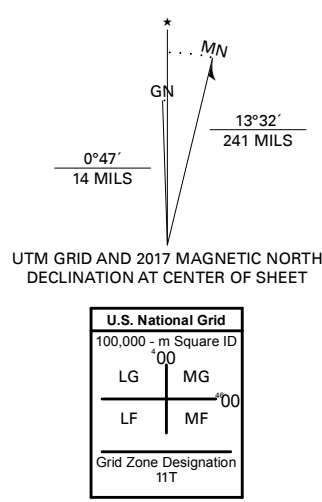 ★
MN
GN
13°32´
241 MILS
0°47´
14 MILS
UTM GRID AND 2017 MAGNETIC NORTH
DECLINATION AT CENTER OF SHEET
U.S. National Grid
100,000 - m Square ID
⁴00
LG MG
⁴⁶00
LF MF
Grid Zone Designation
11T